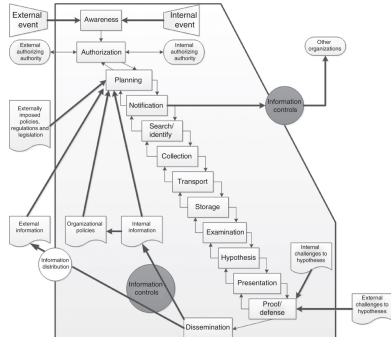 External
event
Awareness
Internal
event
External
authorizing
authority
Authorization
Internal
authorizing
authority
Other
organizations
Planning
Notification
Information
controls
Externally
imposed
policies,
regulations and
legislation
Search/
identify
Collection
Transport
Storage
External
information
Organizational
policies
Internal
information
Examination
Hypothesis
Internal
challenges to
hypotheses
Information
distribution
Information
controls
Presentation
Proof/
defense
External
challenges to
hypotheses
Dissemination